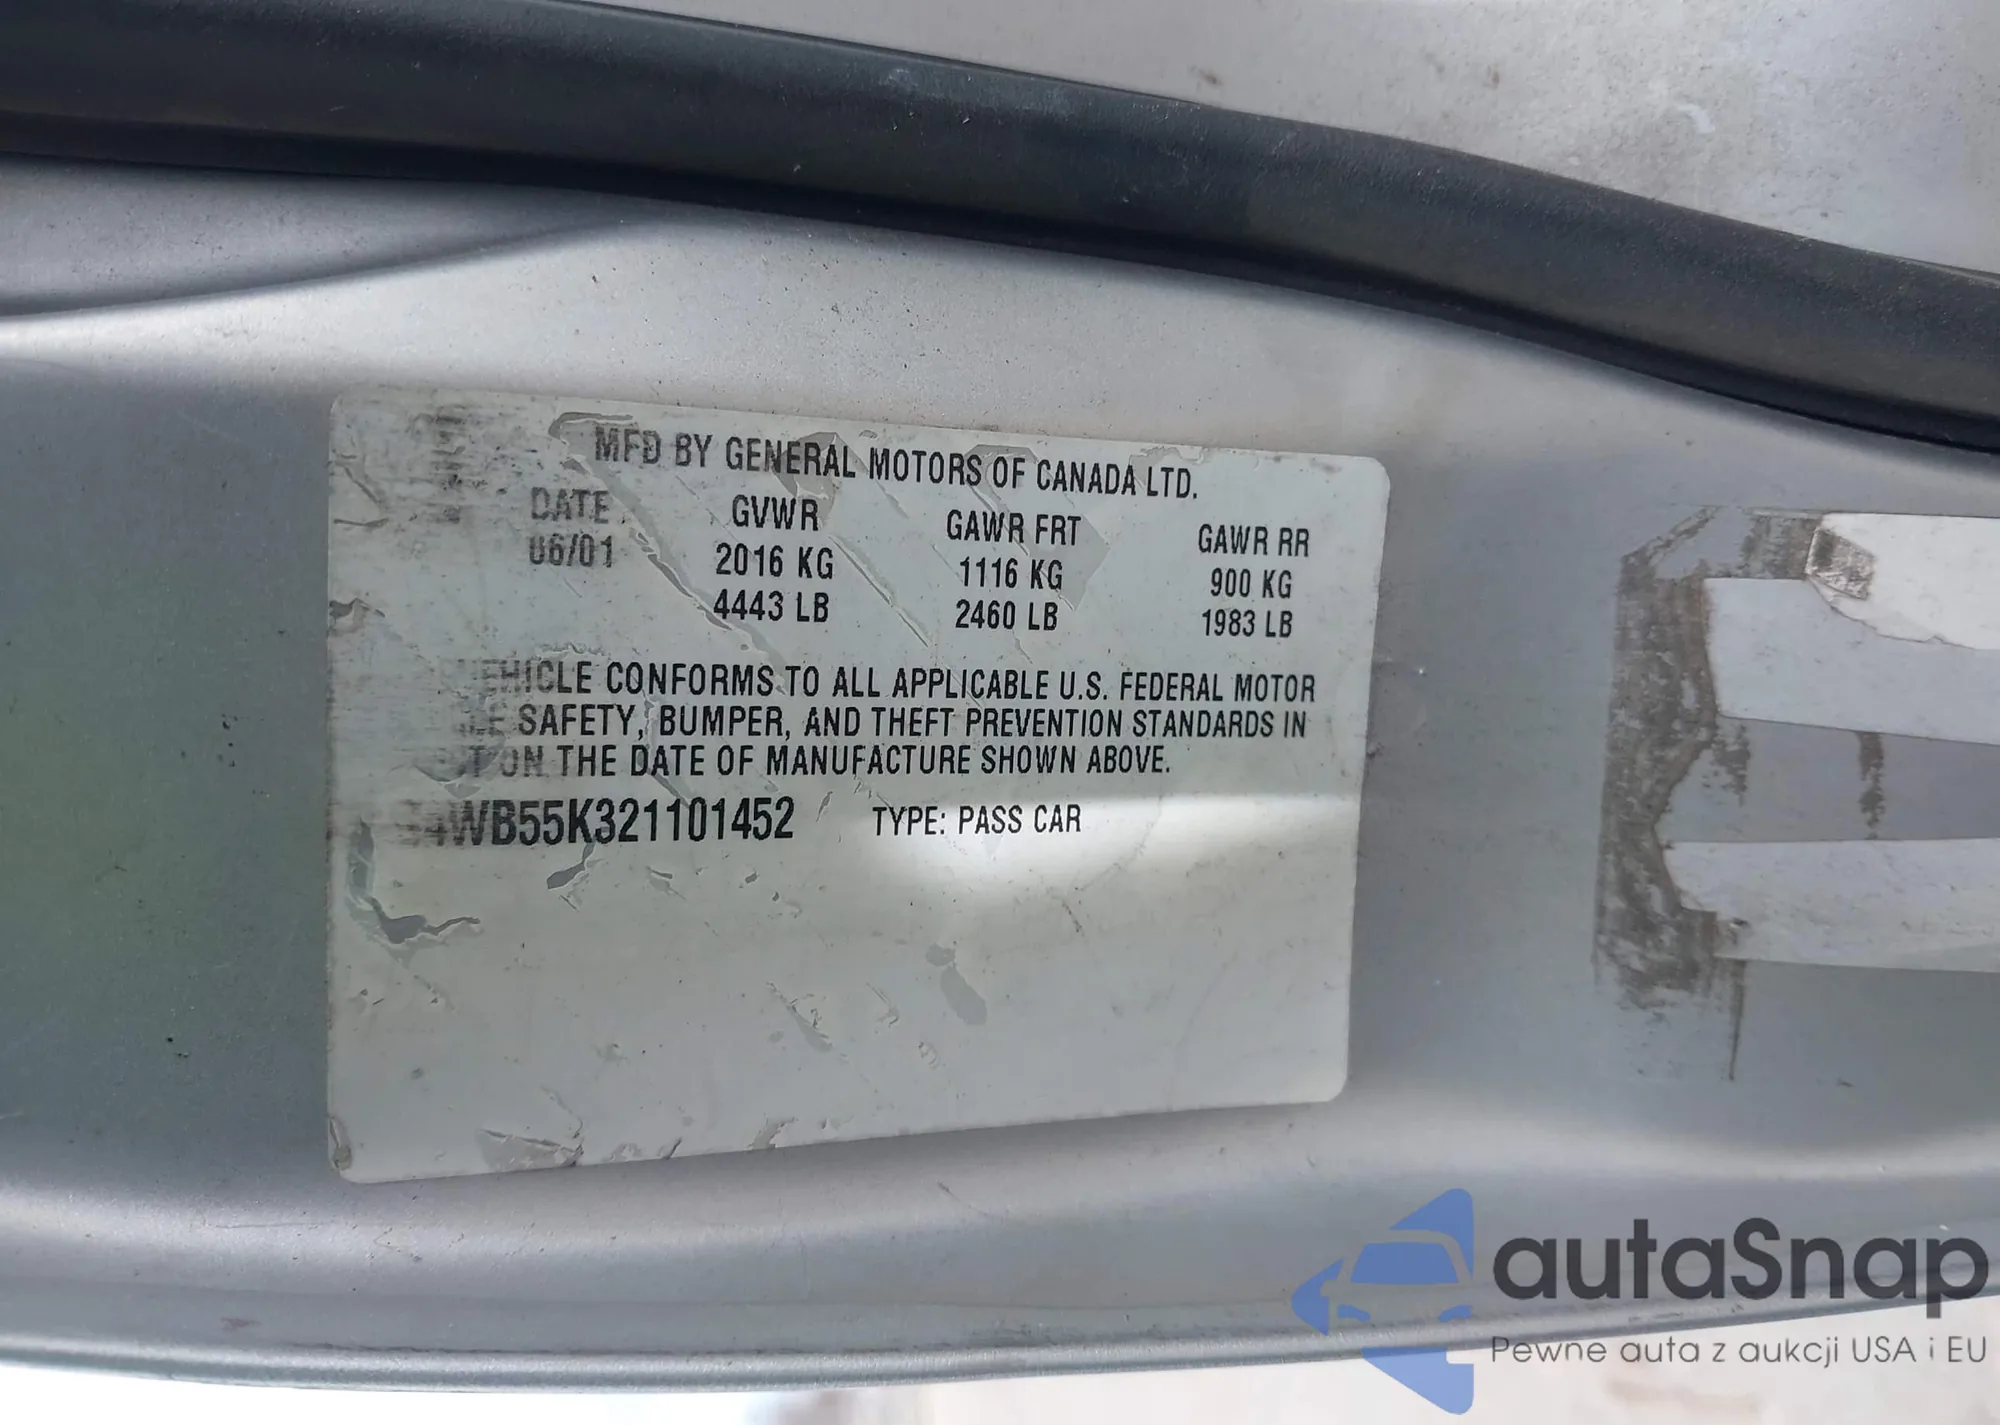 MFD BY GENERAL MOTORS OF CANADA LTD.
DATE GVWR GAWR FRT GAWR RR
06/01 2016 KG 1116 KG 900 KG
4443 LB 2460 LB 1983 LB
VEHICLE CONFORMS TO ALL APPLICABLE U.S. FEDERAL MOTOR
SAFETY, BUMPER, AND THEFT PREVENTION STANDARDS IN
ON THE DATE OF MANUFACTURE SHOWN ABOVE.
4WB55K321101452 TYPE: PASS CAR
autaSnap
Pewne auta z aukcji USA i EU